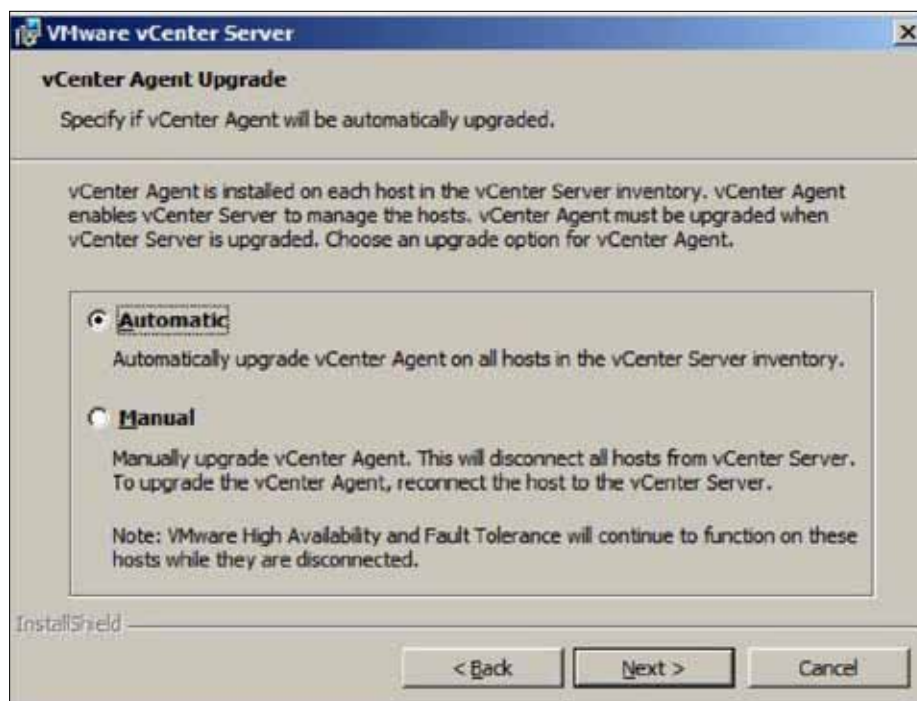 VMware vCenter Server
vCenter Agent Upgrade
Specify if vCenter Agent will be automatically upgraded.
vCenter Agent is installed on each host in the vCenter Server inventory. vCenter Agent
enables vCenter Server to manage the hosts. vCenter Agent must be upgraded when
vCenter Server is upgraded. Choose an upgrade option for vCenter Agent.
Automatic
Automatically upgrade vCenter Agent on all hosts in the vCenter Server inventory.
Manual
Manually upgrade vCenter Agent. This will disconnect all hosts from vCenter Server.
To upgrade the vCenter Agent, reconnect the host to the vCenter Server.
Note: VMware High Availability and Fault Tolerance will continue to function on these
hosts while they are disconnected.
InstallShield
< Back Next > Cancel